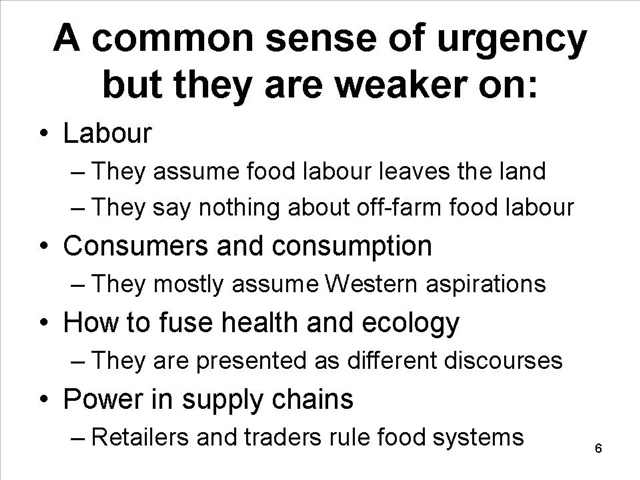 A common sense of urgency
but they are weaker on:
• Labour
– They assume food labour leaves the land
– They say nothing about off-farm food labour
• Consumers and consumption
– They mostly assume Western aspirations
• How to fuse health and ecology
– They are presented as different discourses
• Power in supply chains
– Retailers and traders rule food systems
6